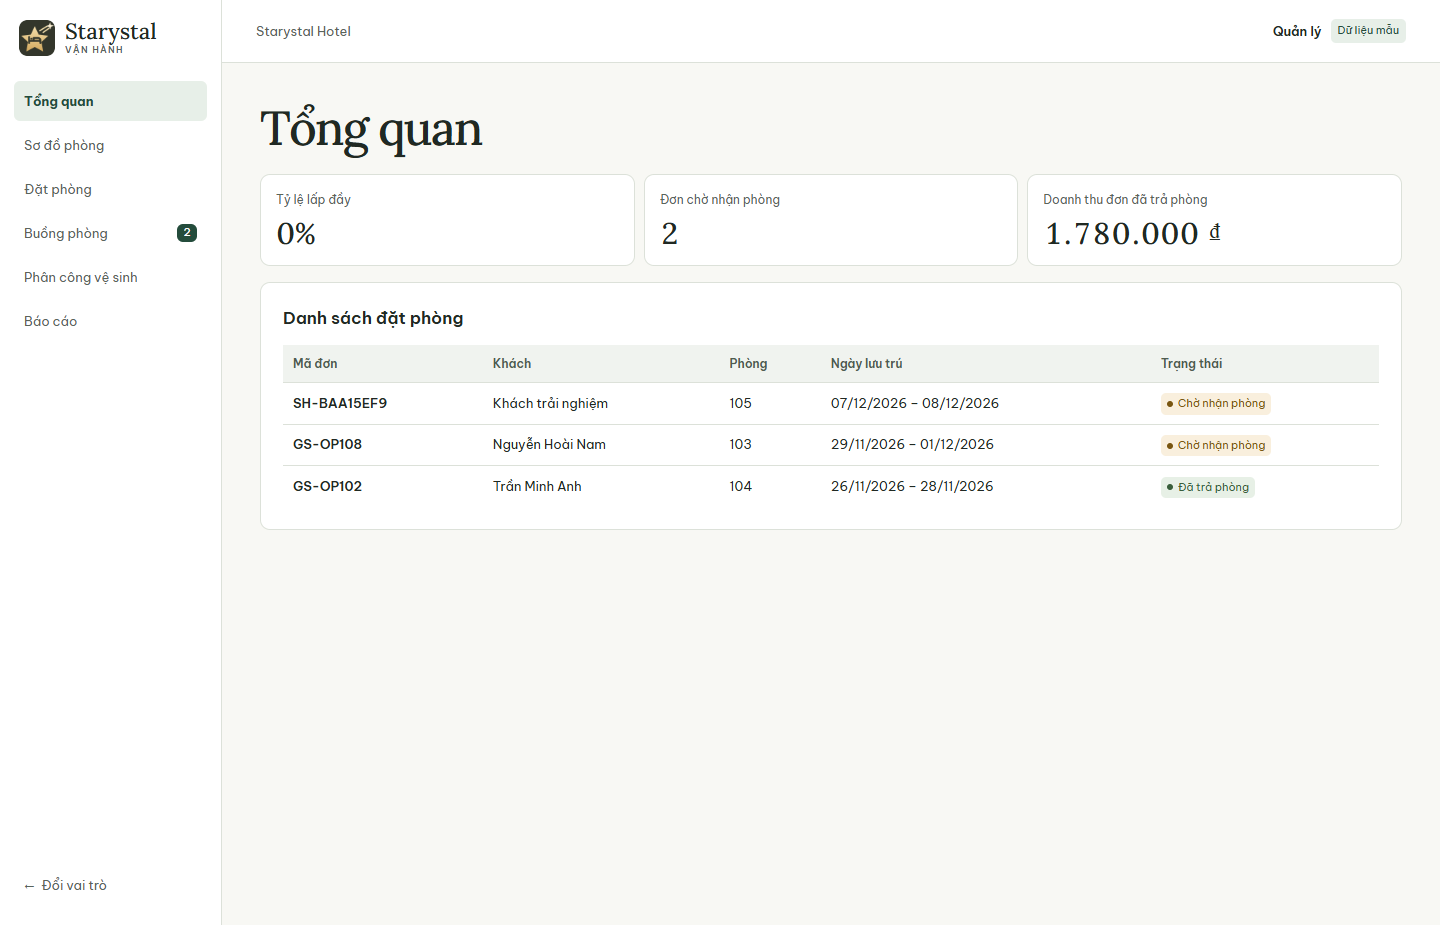 Starystal
VẬN HÀNH
Starystal Hotel
Quản lý
Dữ liệu mẫu
Tổng quan
Sơ đồ phòng
Đặt phòng
Buồng phòng 2
Phân công vệ sinh
Báo cáo
← Đổi vai trò
Tổng quan
Tỷ lệ lấp đầy
0%
Đơn chờ nhận phòng
2
Doanh thu đơn đã trả phòng
1.780.000 ₫
Danh sách đặt phòng
Mã đơn Khách Phòng Ngày lưu trú Trạng thái
SH-BAA15EF9 Khách trải nghiệm 105 07/12/2026 – 08/12/2026 Chờ nhận phòng
GS-OP108 Nguyễn Hoài Nam 103 29/11/2026 – 01/12/2026 Chờ nhận phòng
GS-OP102 Trần Minh Anh 104 26/11/2026 – 28/11/2026 Đã trả phòng